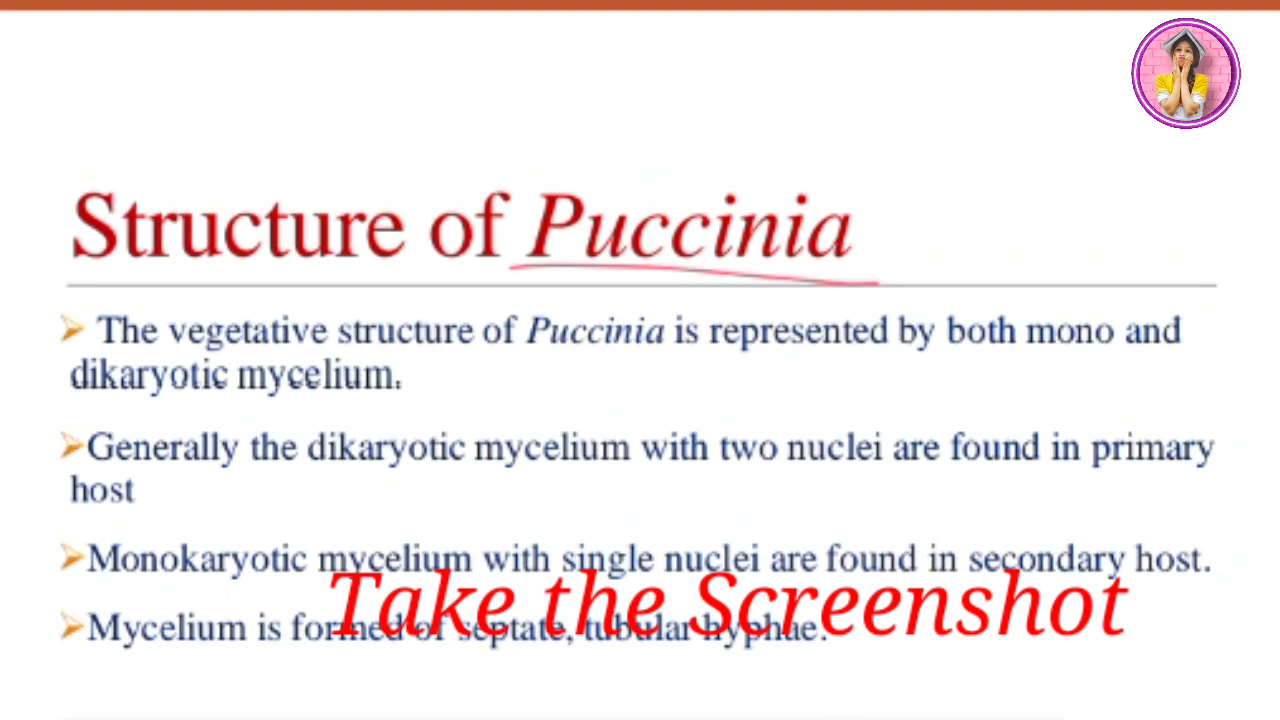 Structure of Puccinia
The vegetative structure of Puccinia is represented by both mono and
dikaryotic mycelium.
Generally the dikaryotic mycelium with two nuclei are found in primary
host
Monokaryotic mycelium with single nuclei are found in secondary host.
Take the Screenshot
Mycelium is formed of septate, tubular hyphae.